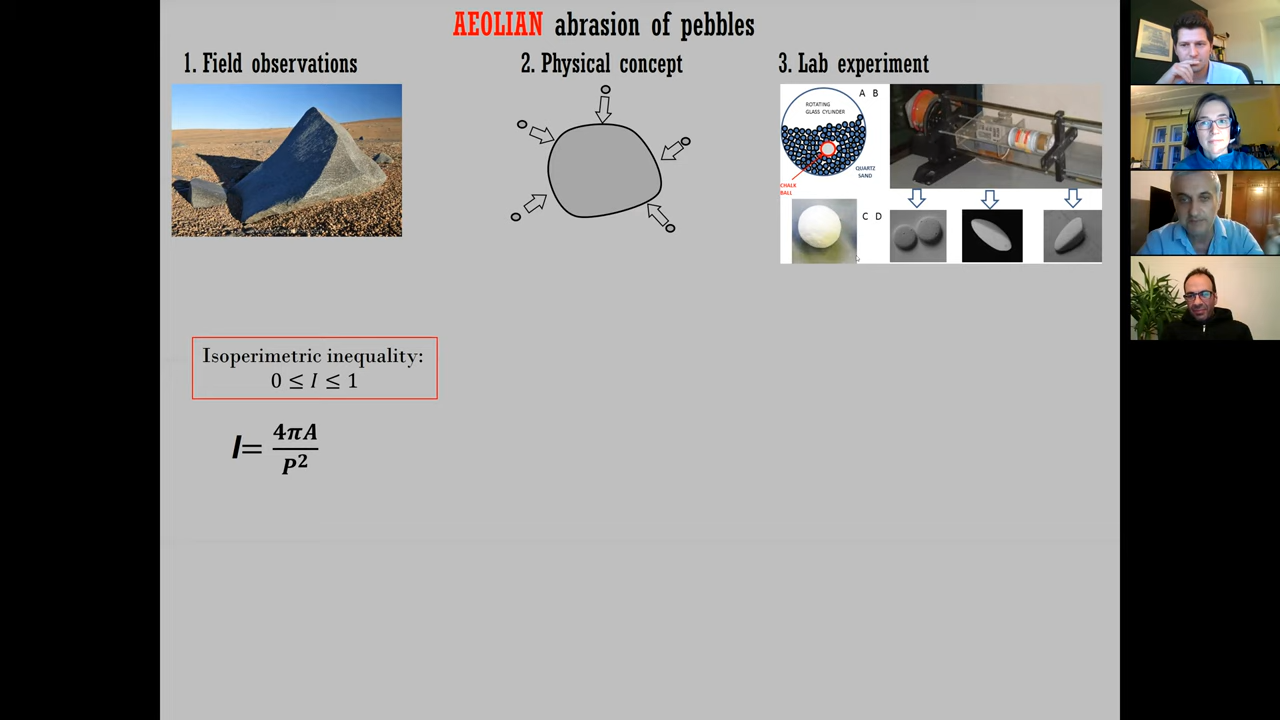 AEOLIAN abrasion of pebbles
1. Field observations
2. Physical concept
3. Lab experiment
A B
ROTATING
GLASS CYLINDER
QUARTZ
SAND
CHALK
BALL
C D
Isoperimetric inequality:
0 ≤ I ≤ 1
I= 4πA / P²